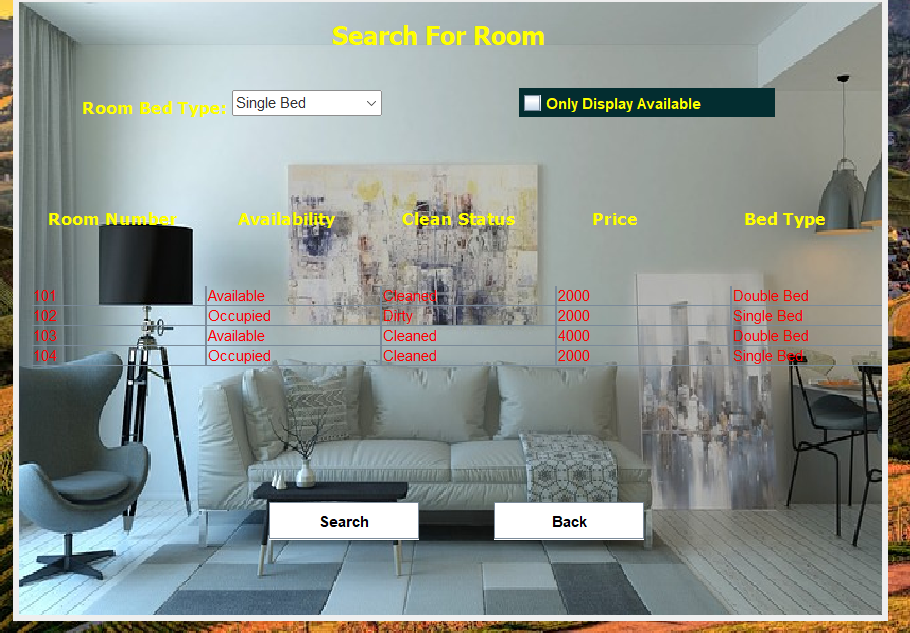 Search For Room
Room Bed Type: Single Bed Only Display Available
Room Number Availability Clean Status Price Bed Type
101 Available Cleaned 2000 Double Bed
102 Occupied Dirty 2000 Single Bed
103 Available Cleaned 4000 Double Bed
104 Occupied Cleaned 2000 Single Bed
Search Back